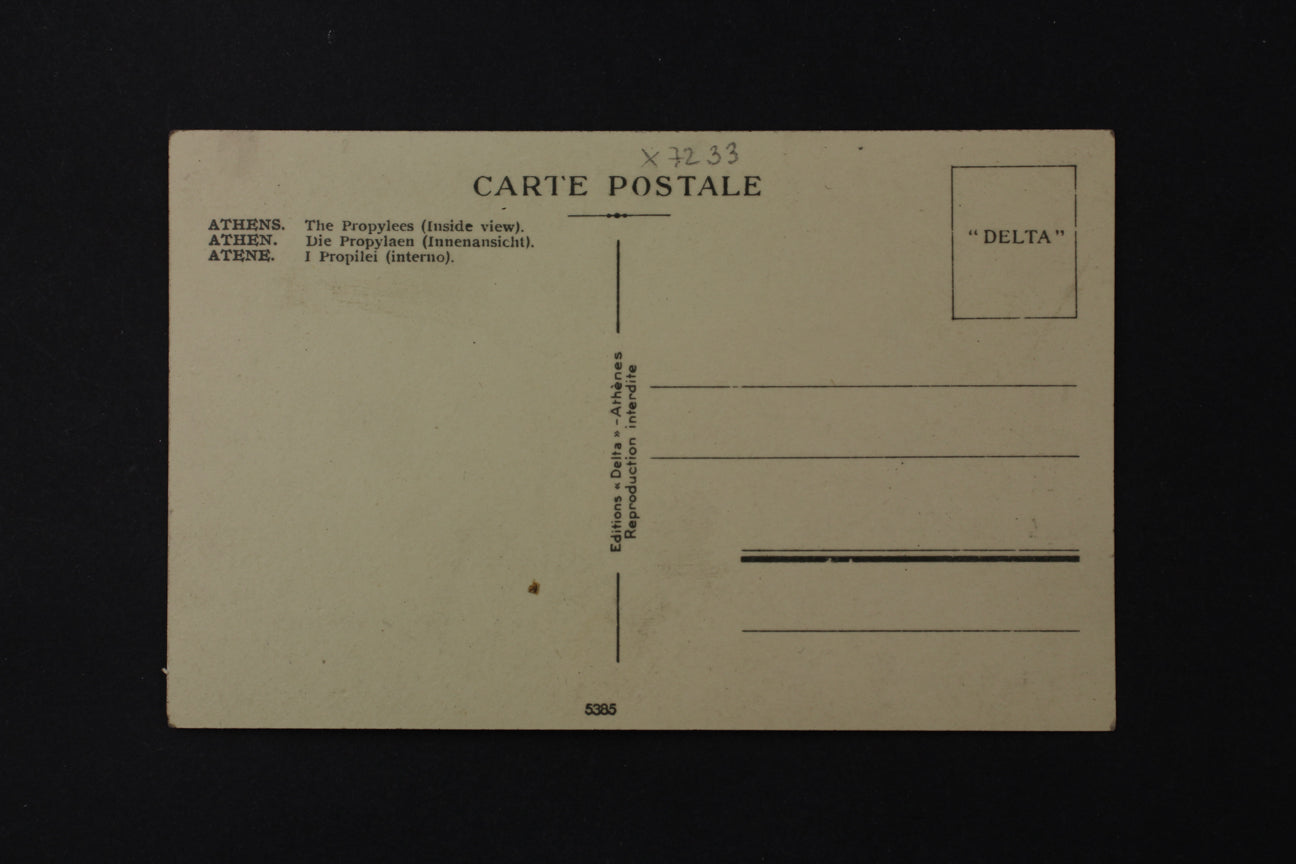 X 7233
CARTE POSTALE
ATHENS. The Propylees (Inside view).
ATHEN. Die Propylaen (Innenansicht).
ATENE. I Propilei (interno).
“DELTA”
Editions « Delta » – Athènes
Reproduction interdite
5385